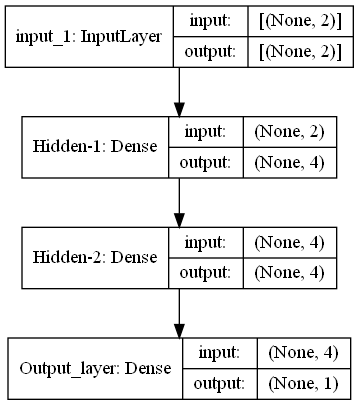 input_1: InputLayer input: [(None, 2)]
output: [(None, 2)]
Hidden-1: Dense input: (None, 2)
output: (None, 4)
Hidden-2: Dense input: (None, 4)
output: (None, 4)
Output_layer: Dense input: (None, 4)
output: (None, 1)